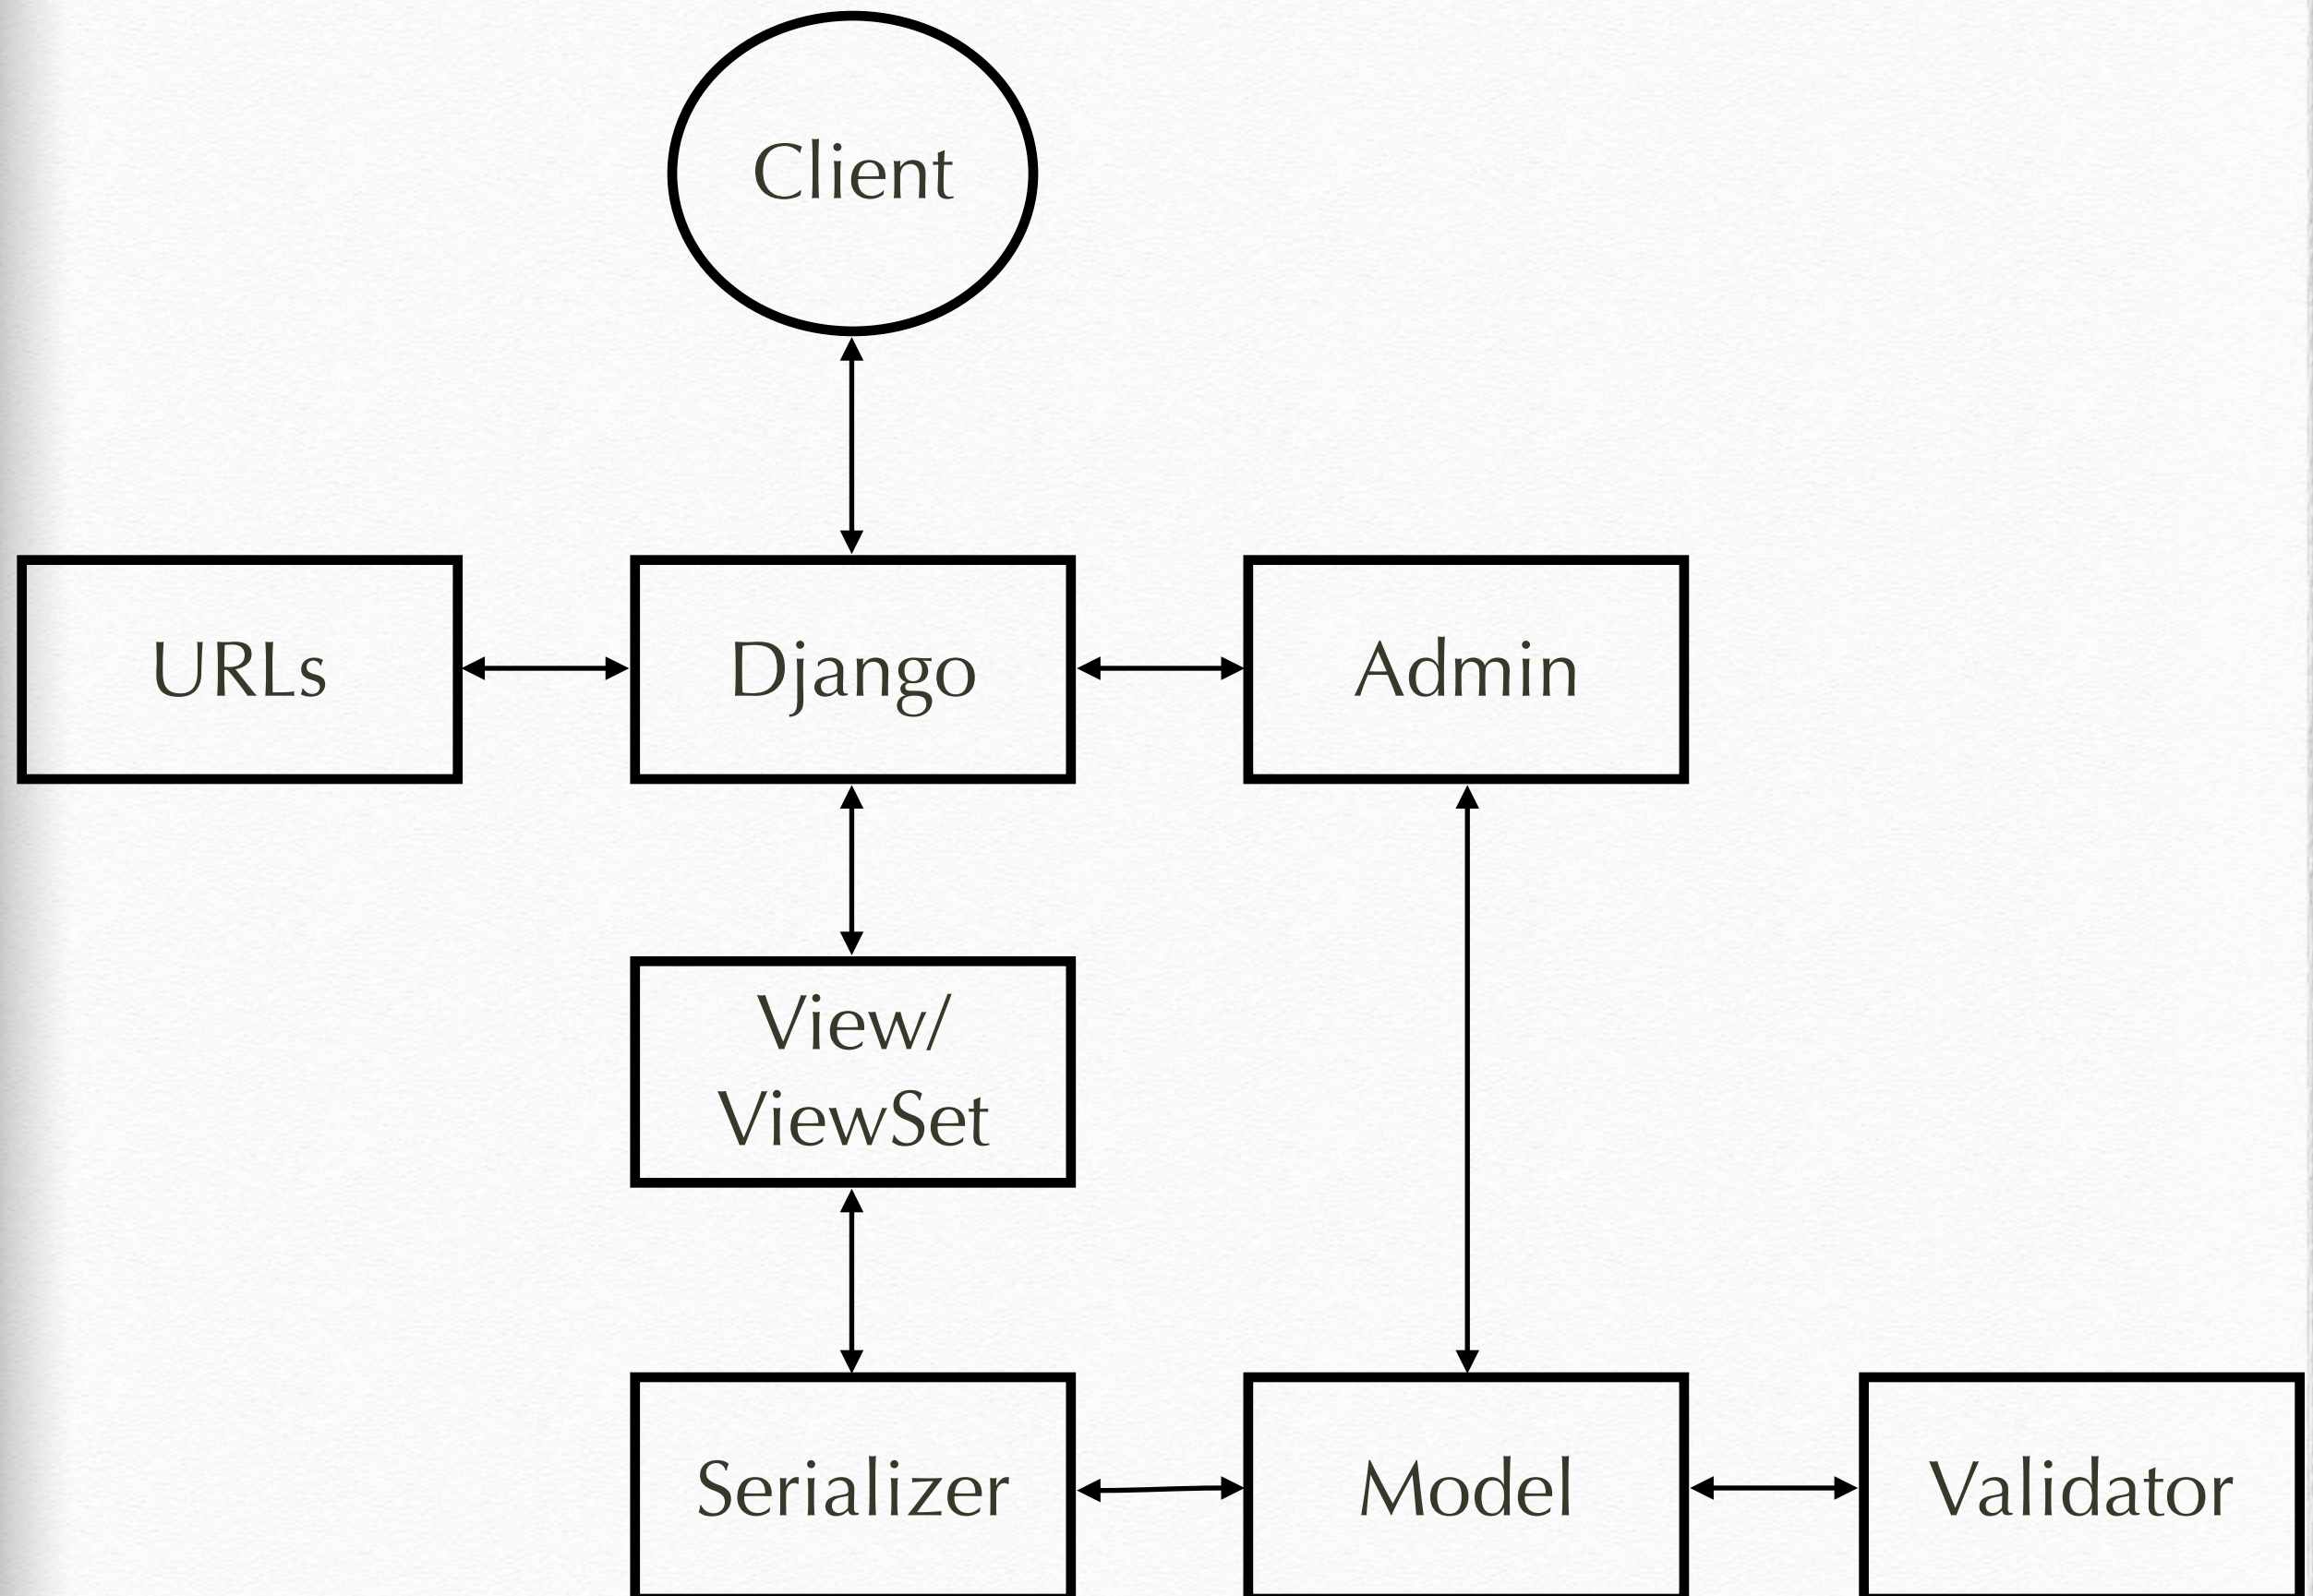 Client
URLs
Django
Admin
View/
ViewSet
Serializer
Model
Validator